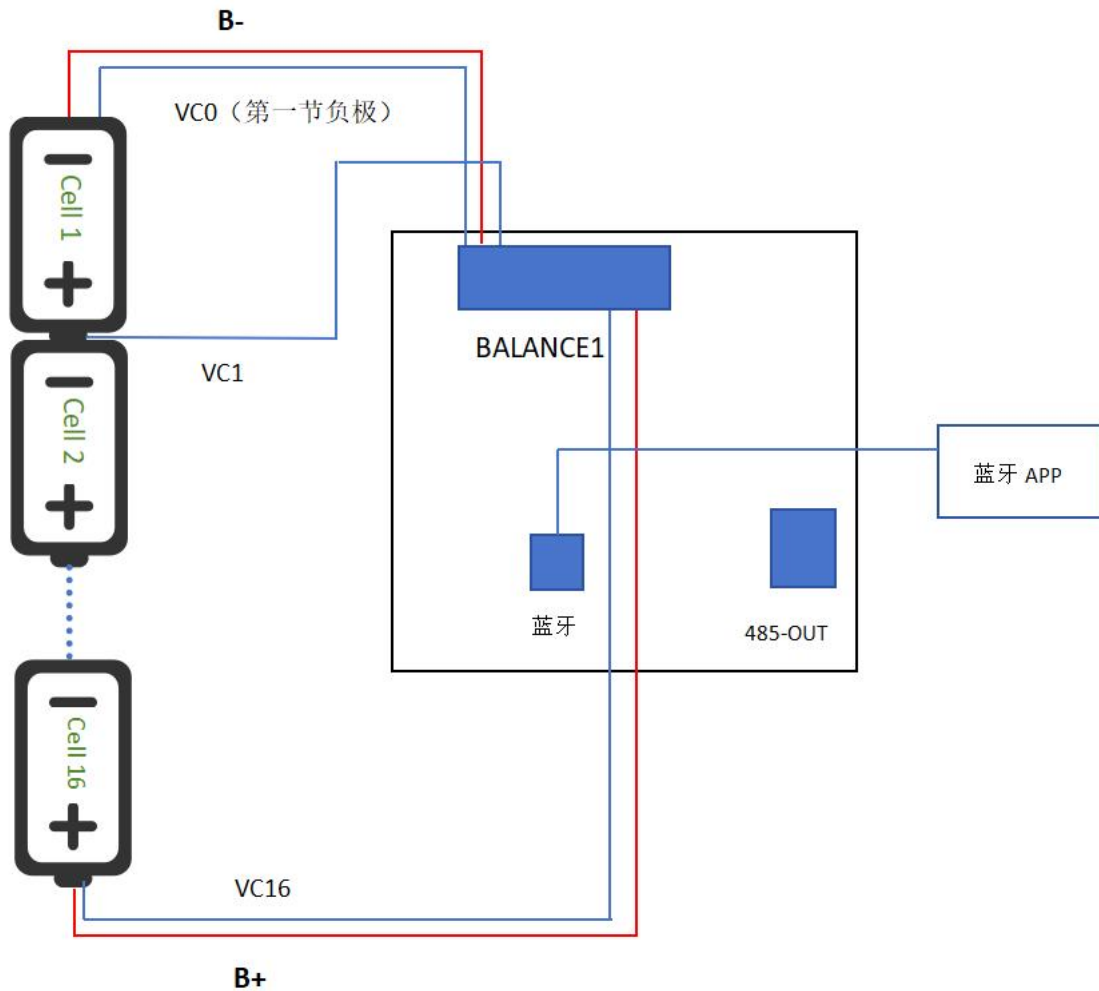 B-
VC0（第一节负极）
Cell 1
BALANCE1
VC1
Cell 2
蓝牙 APP
蓝牙
485-OUT
Cell 16
VC16
B+